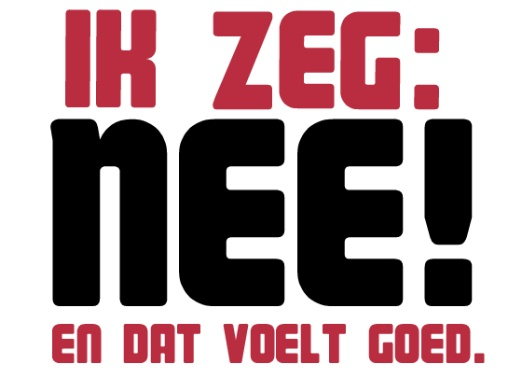 IK ZEG:
NEE!
EN DAT VOELT GOED.